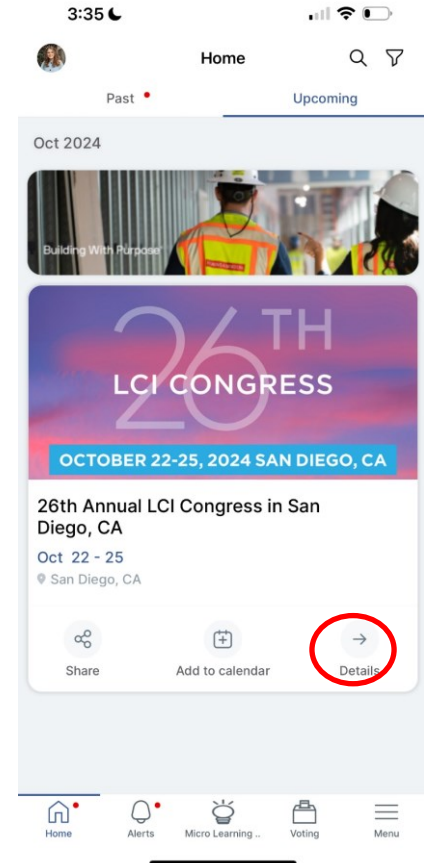 3:35
Home
Past
Upcoming
Oct 2024
Building With Purpose
26TH
LCI CONGRESS
OCTOBER 22-25, 2024 SAN DIEGO, CA
26th Annual LCI Congress in San
Diego, CA
Oct 22 - 25
San Diego, CA
Share
Add to calendar
Details
Home
Alerts
Micro Learning ..
Voting
Menu